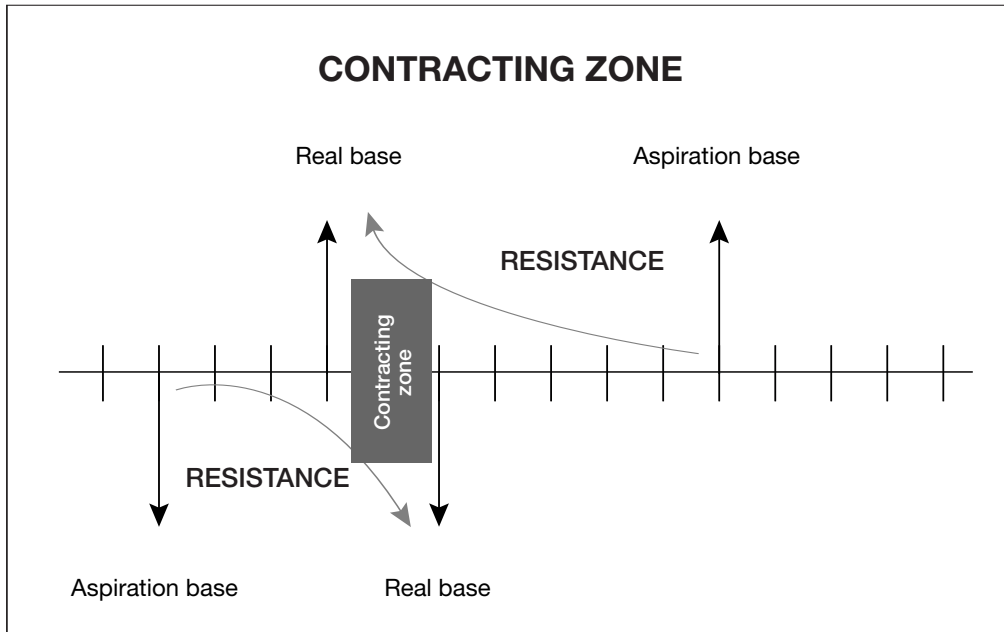 CONTRACTING ZONE
Real base
Aspiration base
RESISTANCE
Contracting
zone
RESISTANCE
Aspiration base
Real base